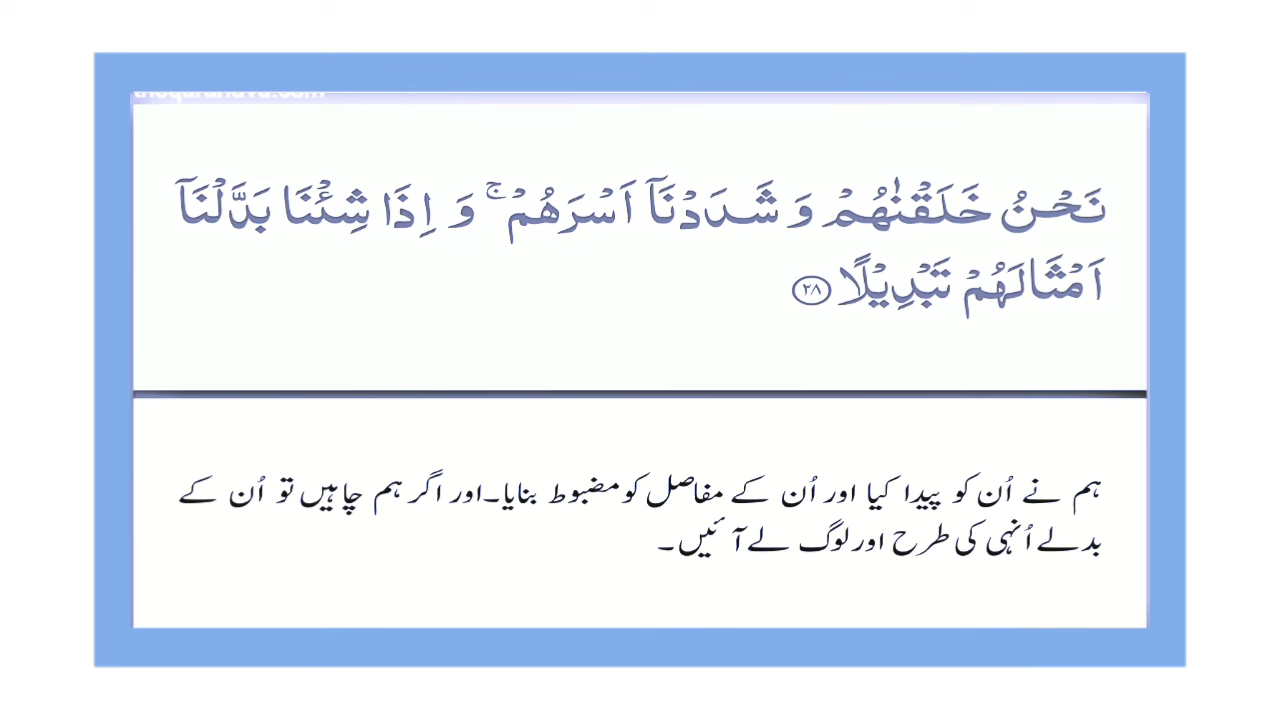 نَحْنُ خَلَقْنٰهُمْ وَ شَدَدْنَاۤ اَسْرَهُمْ ۚ وَ اِذَا شِئْنَا بَدَّلْنَاۤ
اَمْثَالَهُمْ تَبْدِیْلًا ﴿۲۸﴾
ہم نے اُن کو پیدا کیا اور اُن کے مفاصل کو مضبوط بنایا۔ اور اگر ہم چاہیں تو اُن کے
بدلے اُنہی کی طرح اور لوگ لے آئیں۔